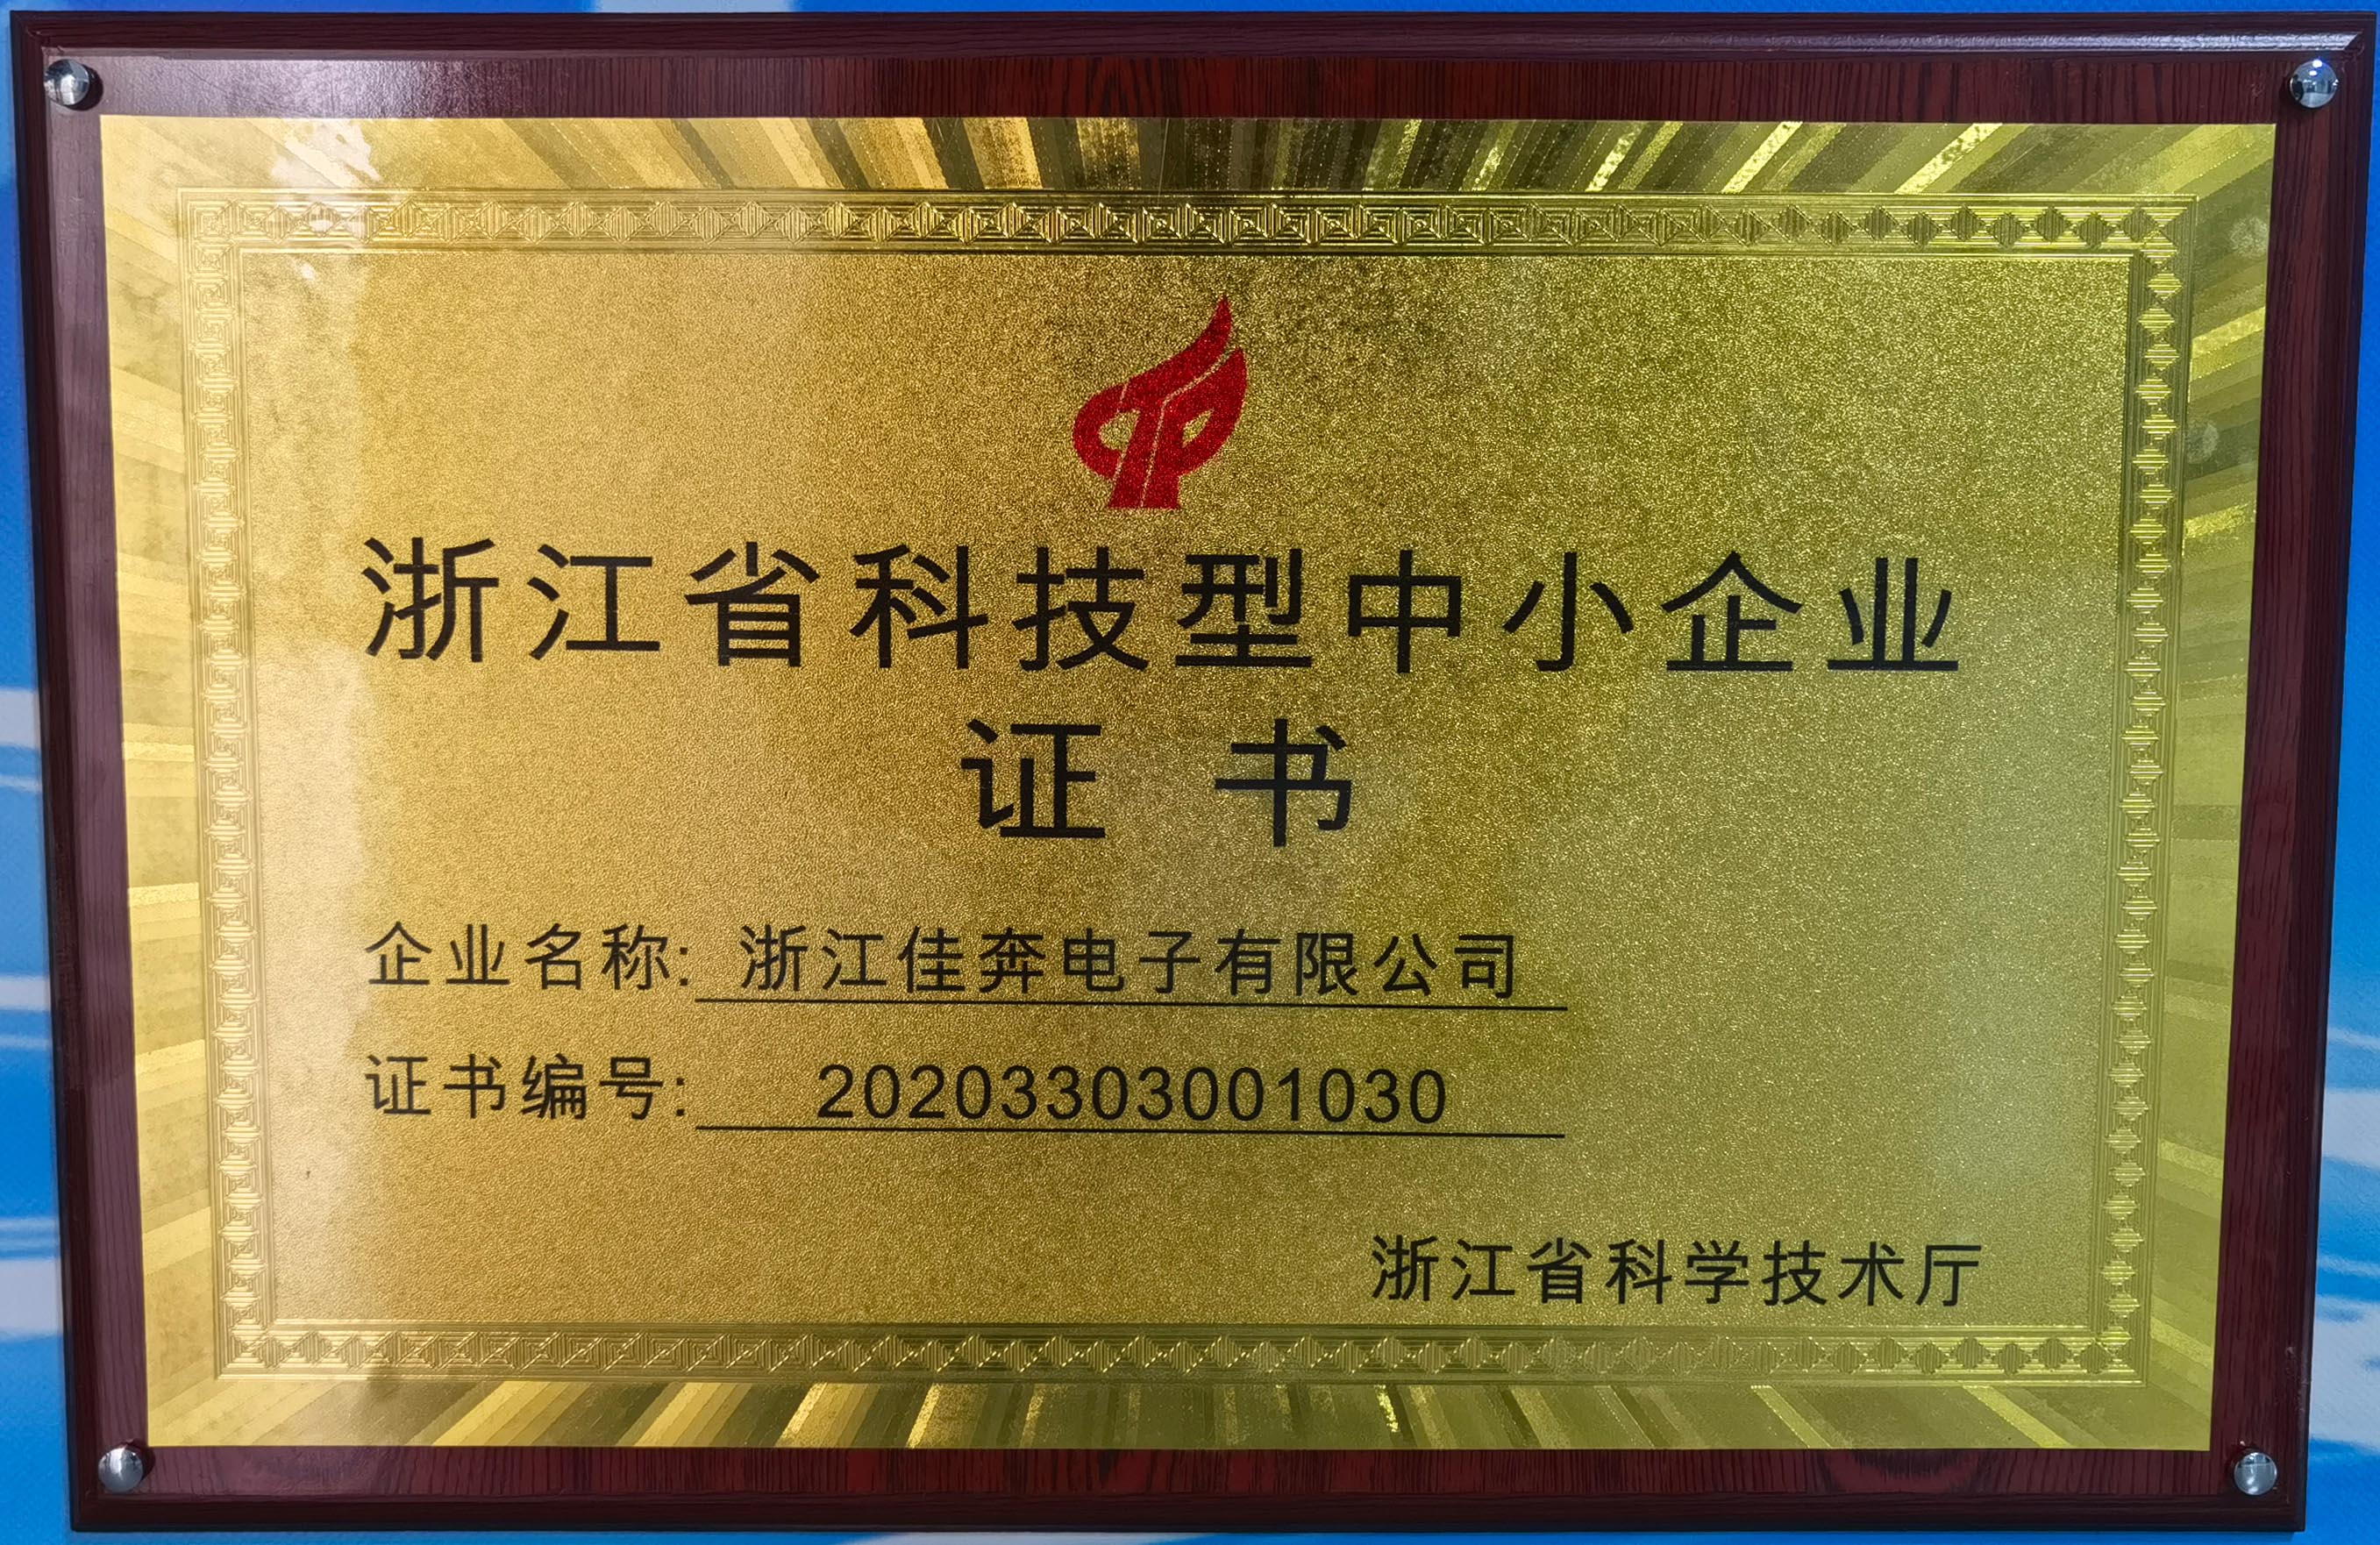 浙江省科技型中小企业
证书
企业名称: 浙江佳奔电子有限公司
证书编号: 20203303001030
浙江省科学技术厅